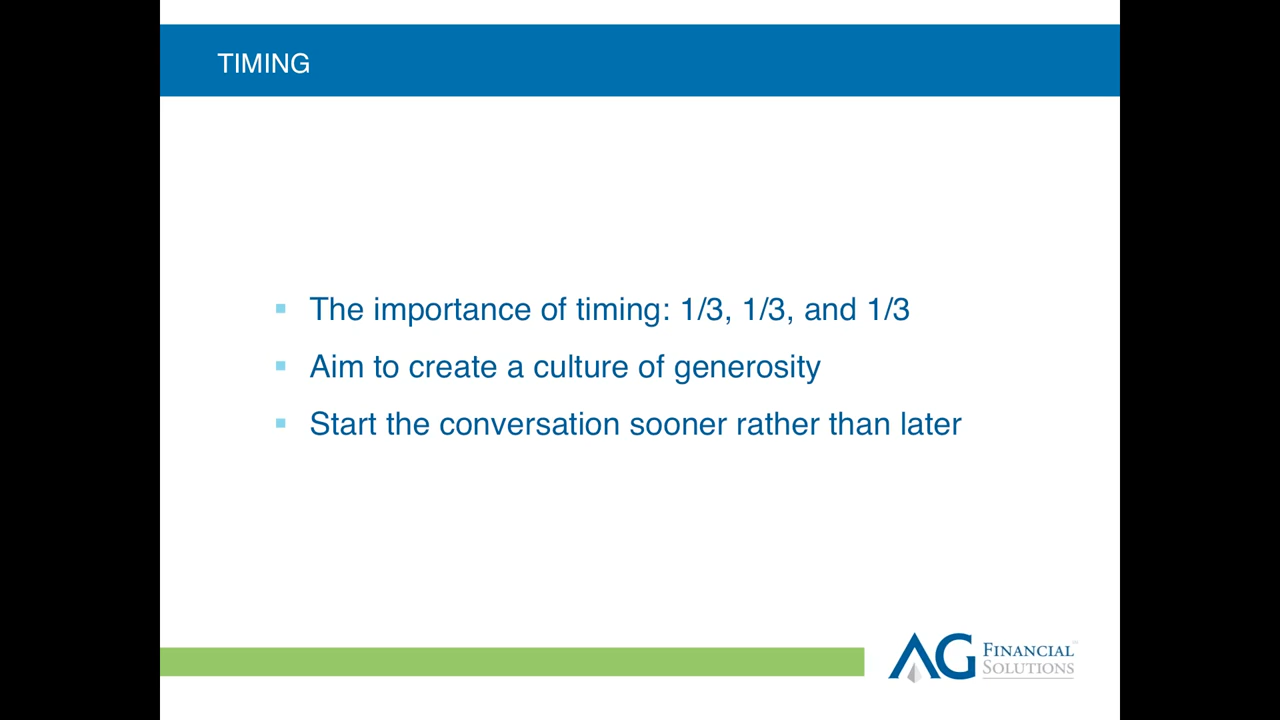 TIMING
The importance of timing: 1/3, 1/3, and 1/3
Aim to create a culture of generosity
Start the conversation sooner rather than later
AG FINANCIAL
SOLUTIONS